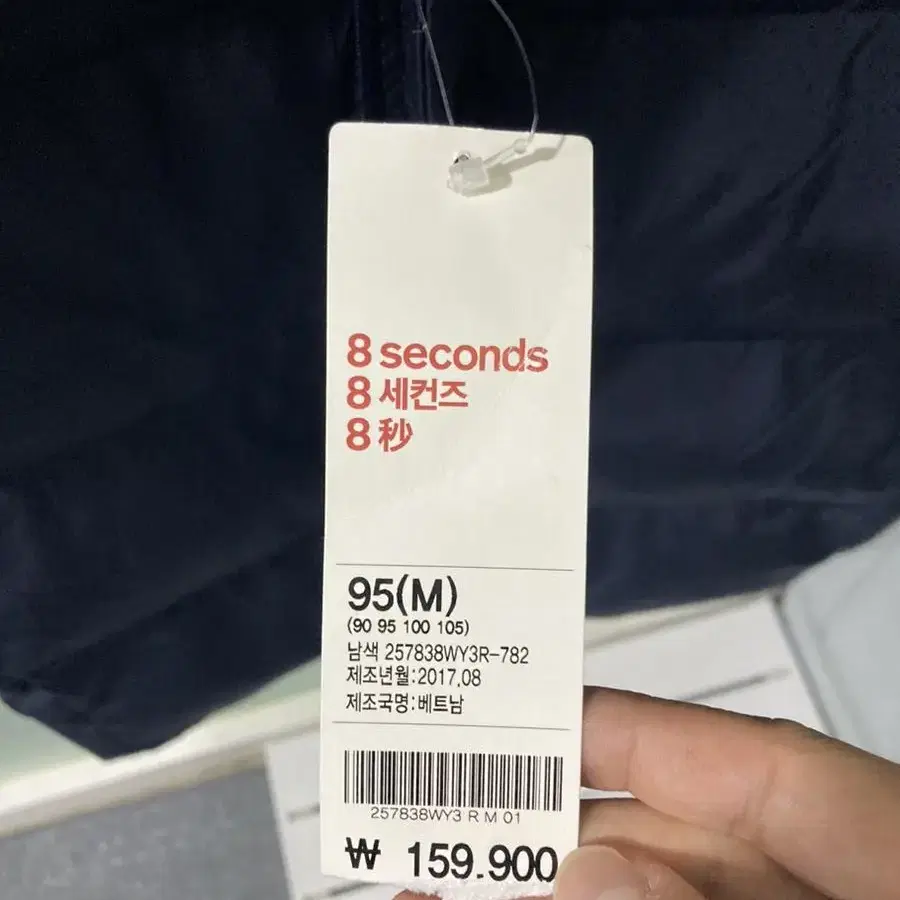 8 seconds
8 세컨즈
8 秒
95(M)
(90 95 100 105)
남색 257838WY3R-782
제조년월:2017.08
제조국명:베트남
257838WY3 R M 01
₩ 159.900